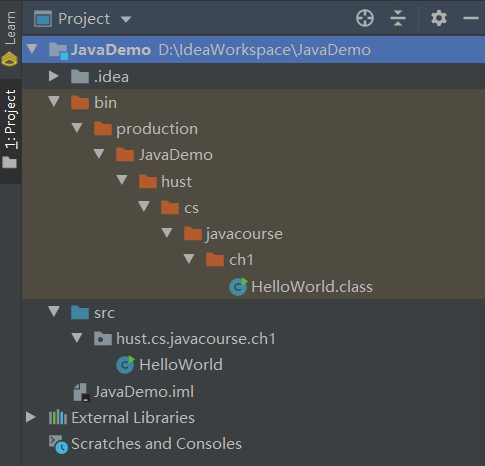 Learn
1: Project
Project
JavaDemo D:\IdeaWorkspace\JavaDemo
.idea
bin
production
JavaDemo
hust
cs
javacourse
ch1
HelloWorld.class
src
hust.cs.javacourse.ch1
HelloWorld
JavaDemo.iml
External Libraries
Scratches and Consoles